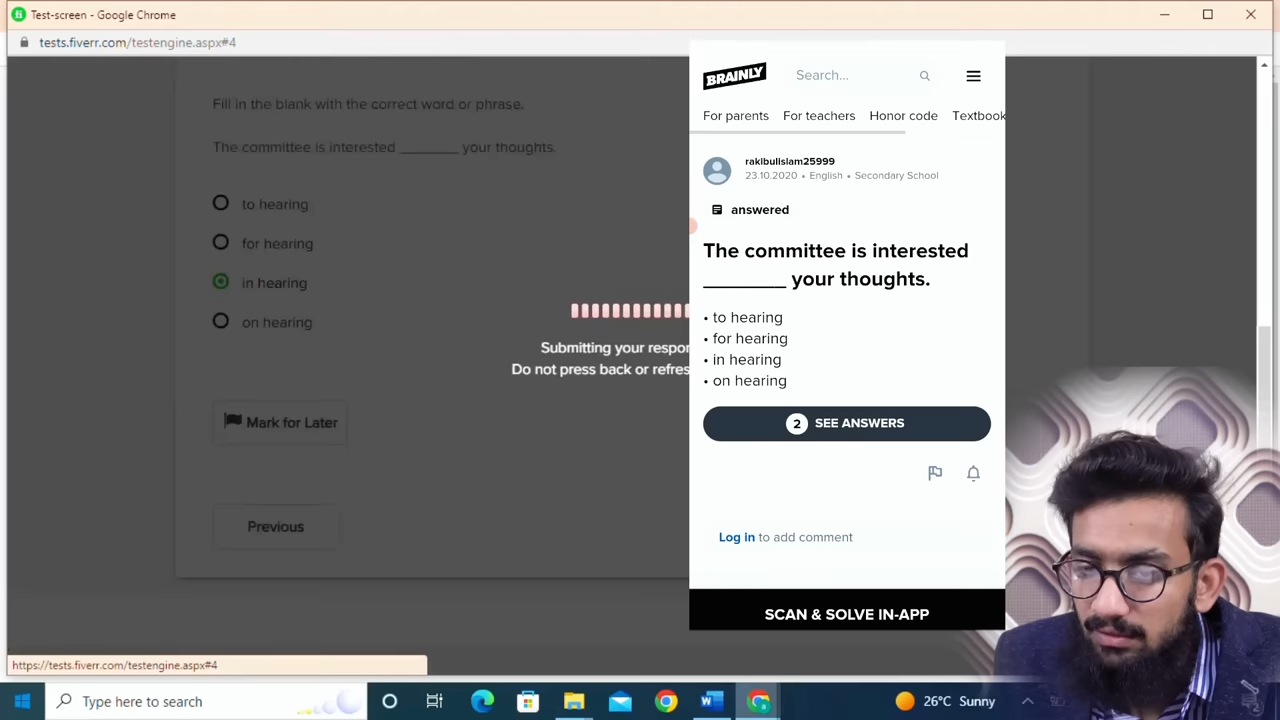 Test-screen - Google Chrome
tests.fiverr.com/testengine.aspx#4
Fill in the blank with the correct word or phrase.
The committee is interested ________ your thoughts.
to hearing
for hearing
in hearing
on hearing
Submitting your respon
Do not press back or refres
Mark for Later
Previous
BRAINLY
Search...
For parents For teachers Honor code Textbook
rakibulislam25999
23.10.2020 • English • Secondary School
answered
The committee is interested
________ your thoughts.
• to hearing
• for hearing
• in hearing
• on hearing
2 SEE ANSWERS
Log in to add comment
SCAN & SOLVE IN-APP
https://tests.fiverr.com/testengine.aspx#4
Type here to search
26°C Sunny